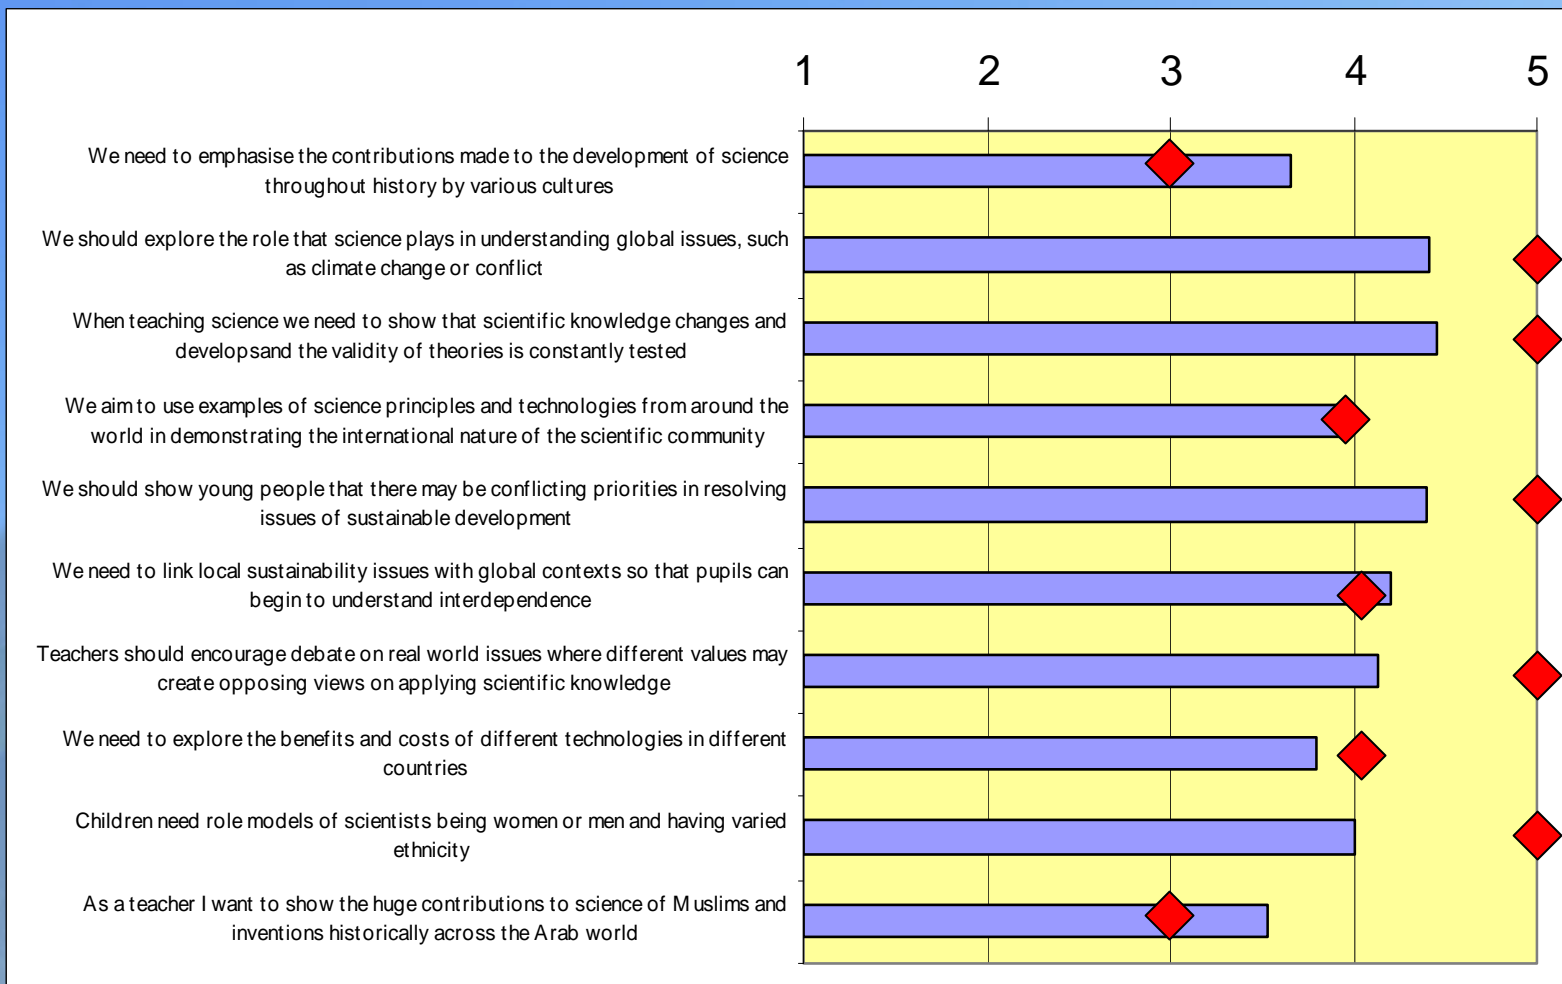 1 2 3 4 5
We need to emphasise the contributions made to the development of science
throughout history by various cultures
We should explore the role that science plays in understanding global issues, such
as climate change or conflict
When teaching science we need to show that scientific knowledge changes and
developsand the validity of theories is constantly tested
We aim to use examples of science principles and technologies from around the
world in demonstrating the international nature of the scientific community
We should show young people that there may be conflicting priorities in resolving
issues of sustainable development
We need to link local sustainability issues with global contexts so that pupils can
begin to understand interdependence
Teachers should encourage debate on real world issues where different values may
create opposing views on applying scientific knowledge
We need to explore the benefits and costs of different technologies in different
countries
Children need role models of scientists being women or men and having varied
ethnicity
As a teacher I want to show the huge contributions to science of Muslims and
inventions historically across the Arab world